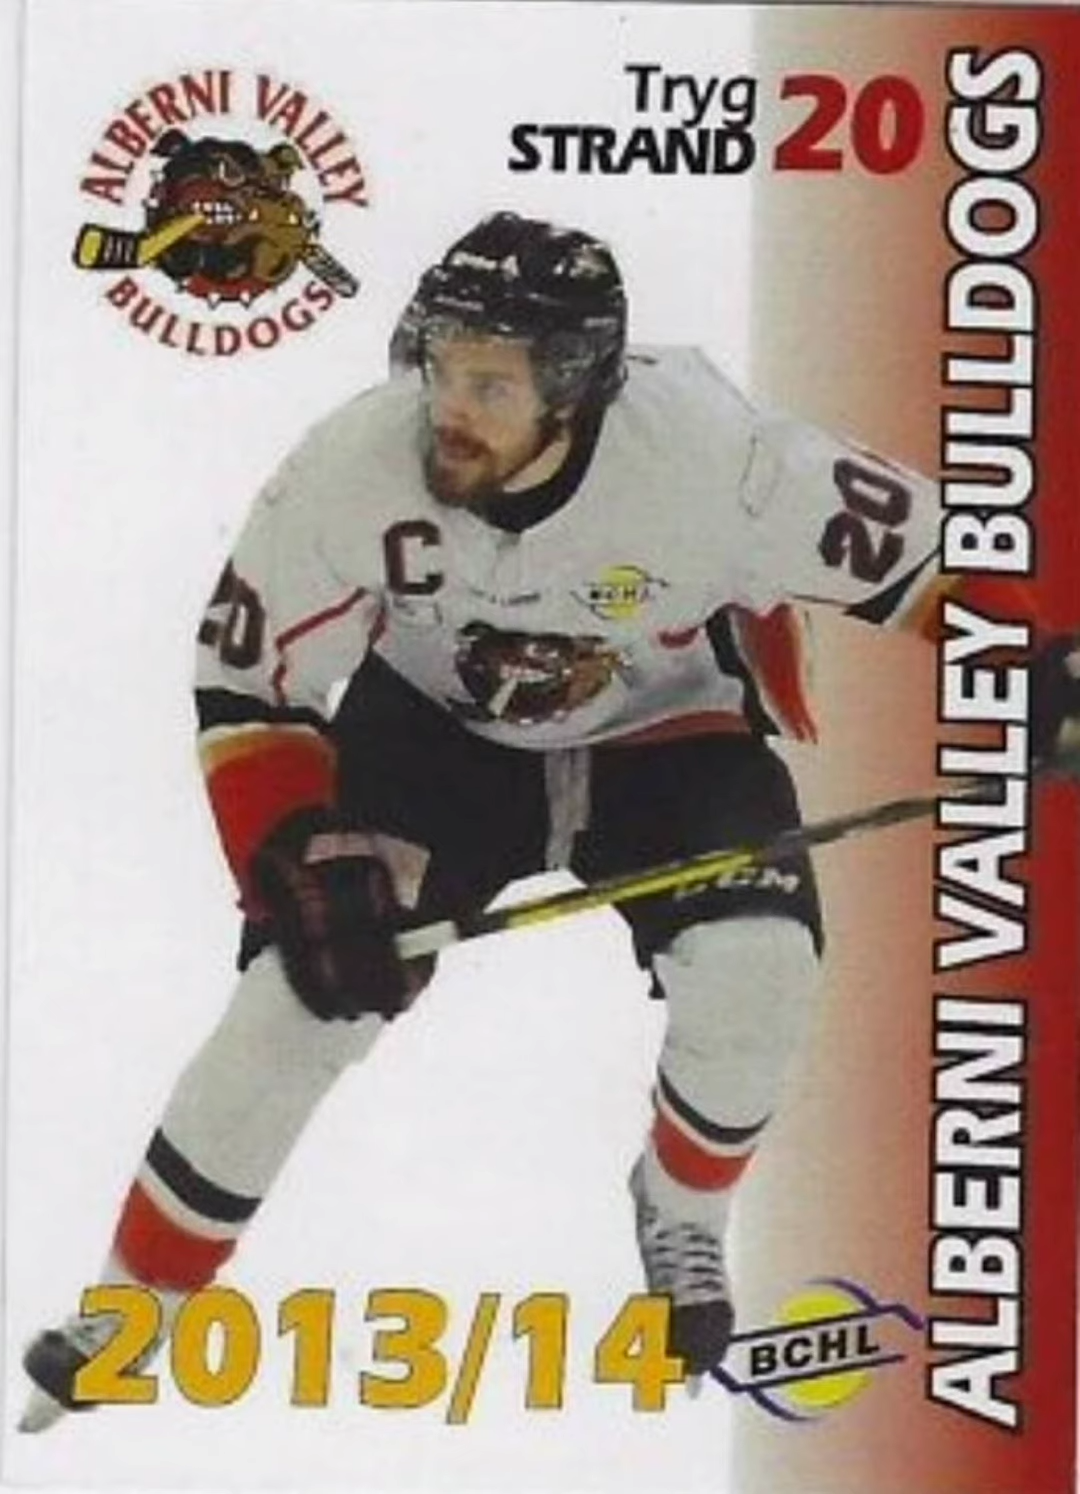 ALBERNI VALLEY
BULLDOGS
Tryg
STRAND 20
ALBERNI VALLEY BULLDOGS
20
C
BCHL
20
CCM
2013/14
BCHL